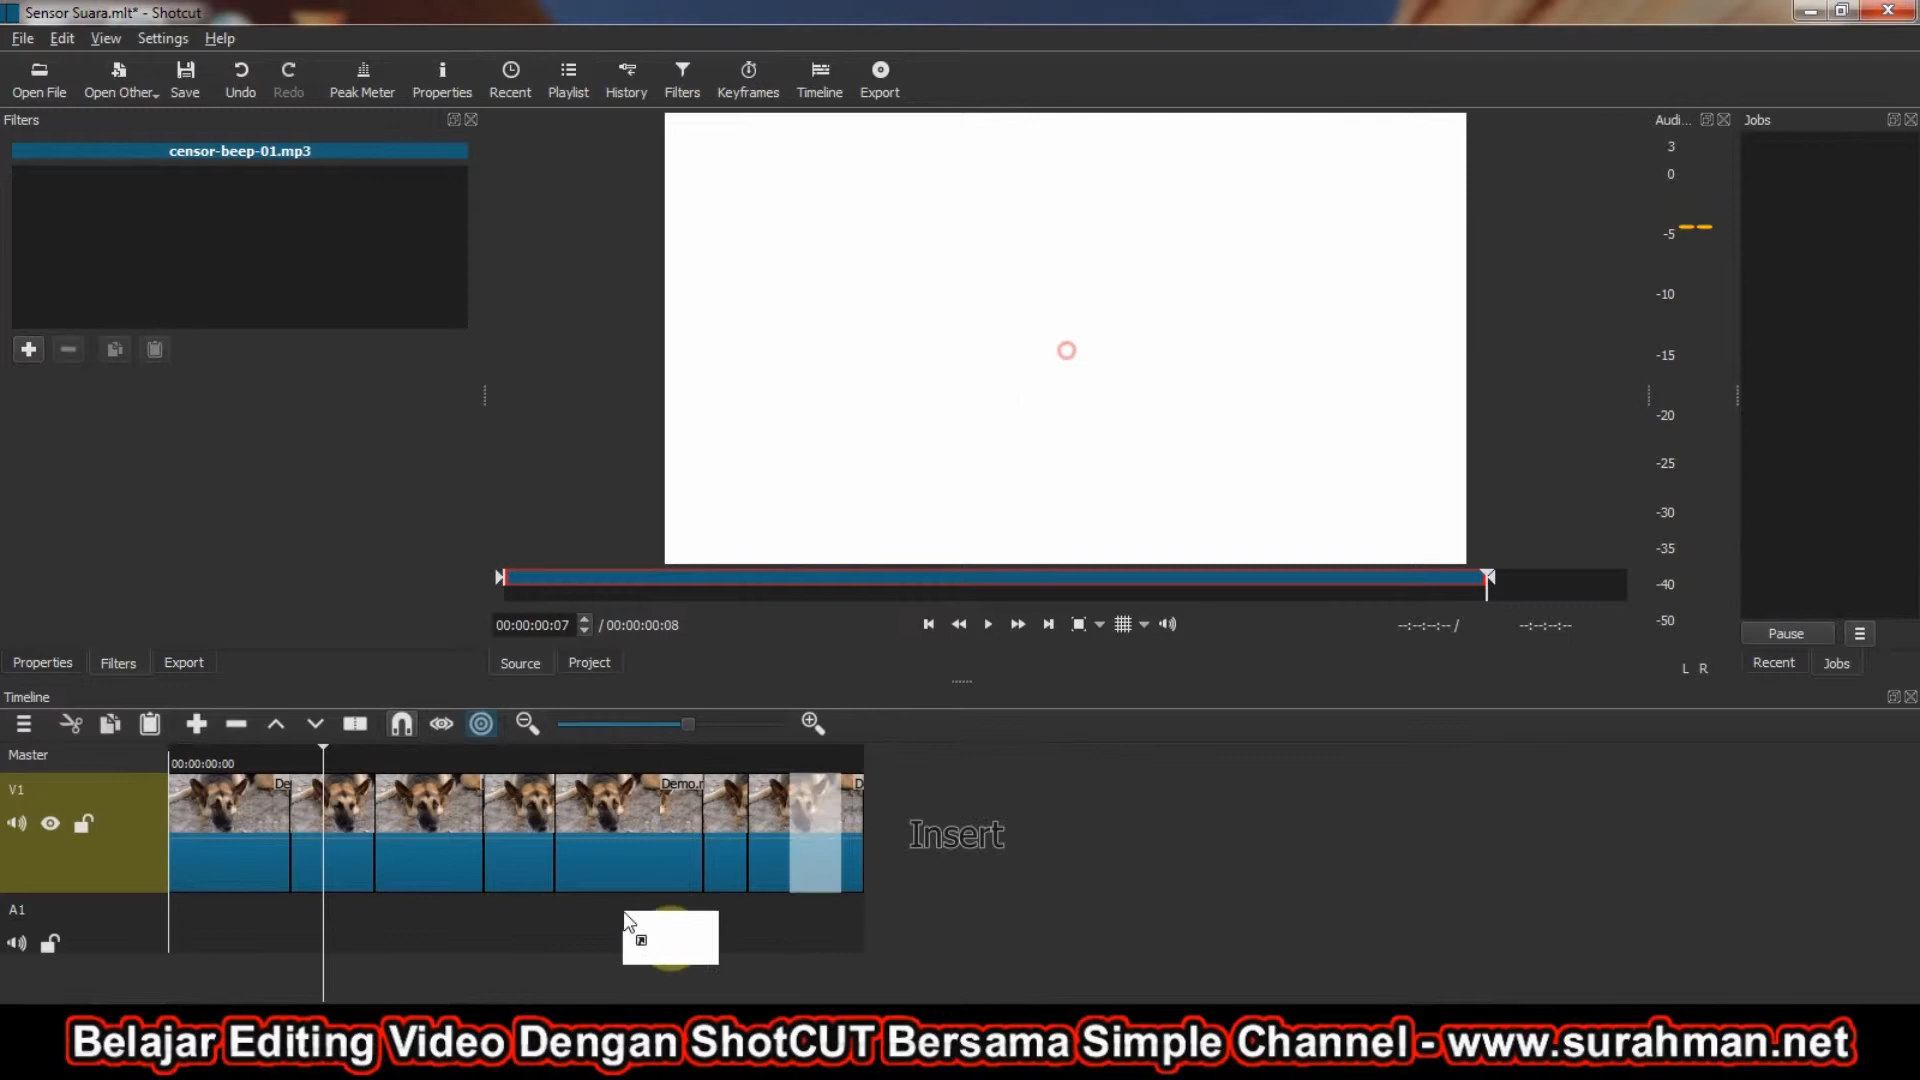 Sensor Suara.mlt* - Shotcut
File Edit View Settings Help
Open File Open Other... Save Undo Redo Peak Meter Properties Recent Playlist History Filters Keyframes Timeline Export
Filters
Audi... Jobs
censor-beep-01.mp3
3
0
-5
-10
-15
-20
-25
-30
-35
-40
-50
L R
00:00:00:07 / 00:00:00:08
--:--:--:-- / --:--:--:--
Pause
Properties Filters Export
Source Project
Recent Jobs
Timeline
Master
00:00:00:00
V1
De
Demo.r
D
Insert
A1
Belajar Editing Video Dengan ShotCUT Bersama Simple Channel - www.surahman.net